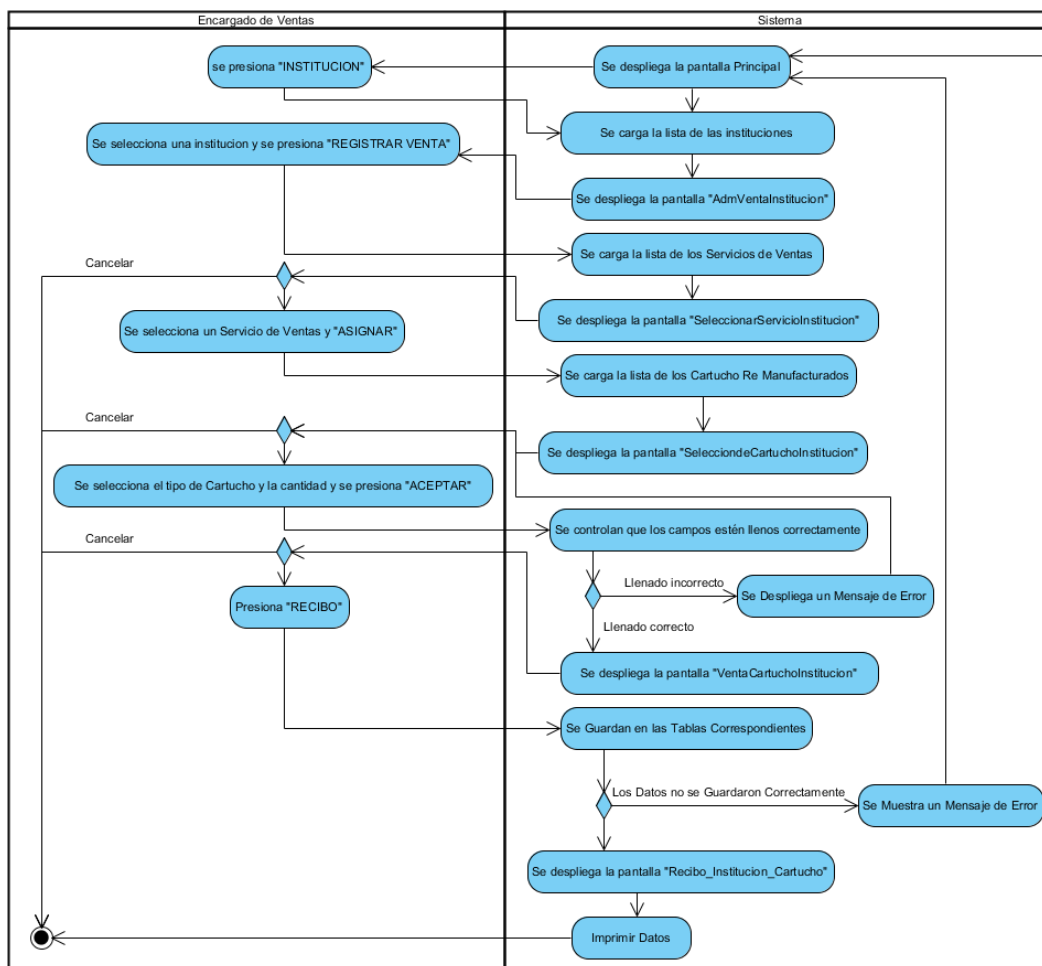 Encargado de Ventas
Sistema
se presiona "INSTITUCION"
Se despliega la pantalla Principal
Se carga la lista de las instituciones
Se selecciona una institucion y se presiona "REGISTRAR VENTA"
Se despliega la pantalla "AdmVentaInstitucion"
Se carga la lista de los Servicios de Ventas
Cancelar
Se selecciona un Servicio de Ventas y "ASIGNAR"
Se despliega la pantalla "SeleccionarServicioInstitucion"
Se carga la lista de los Cartucho Re Manufacturados
Cancelar
Se despliega la pantalla "SelecciondeCartuchoInstitucion"
Se selecciona el tipo de Cartucho y la cantidad y se presiona "ACEPTAR"
Se controlan que los campos estén llenos correctamente
Cancelar
Llenado incorrecto
Se Despliega un Mensaje de Error
Presiona "RECIBO"
Llenado correcto
Se despliega la pantalla "VentaCartuchoInstitucion"
Se Guardan en las Tablas Correspondientes
Los Datos no se Guardaron Correctamente
Se Muestra un Mensaje de Error
Se despliega la pantalla "Recibo_Institucion_Cartucho"
Imprimir Datos